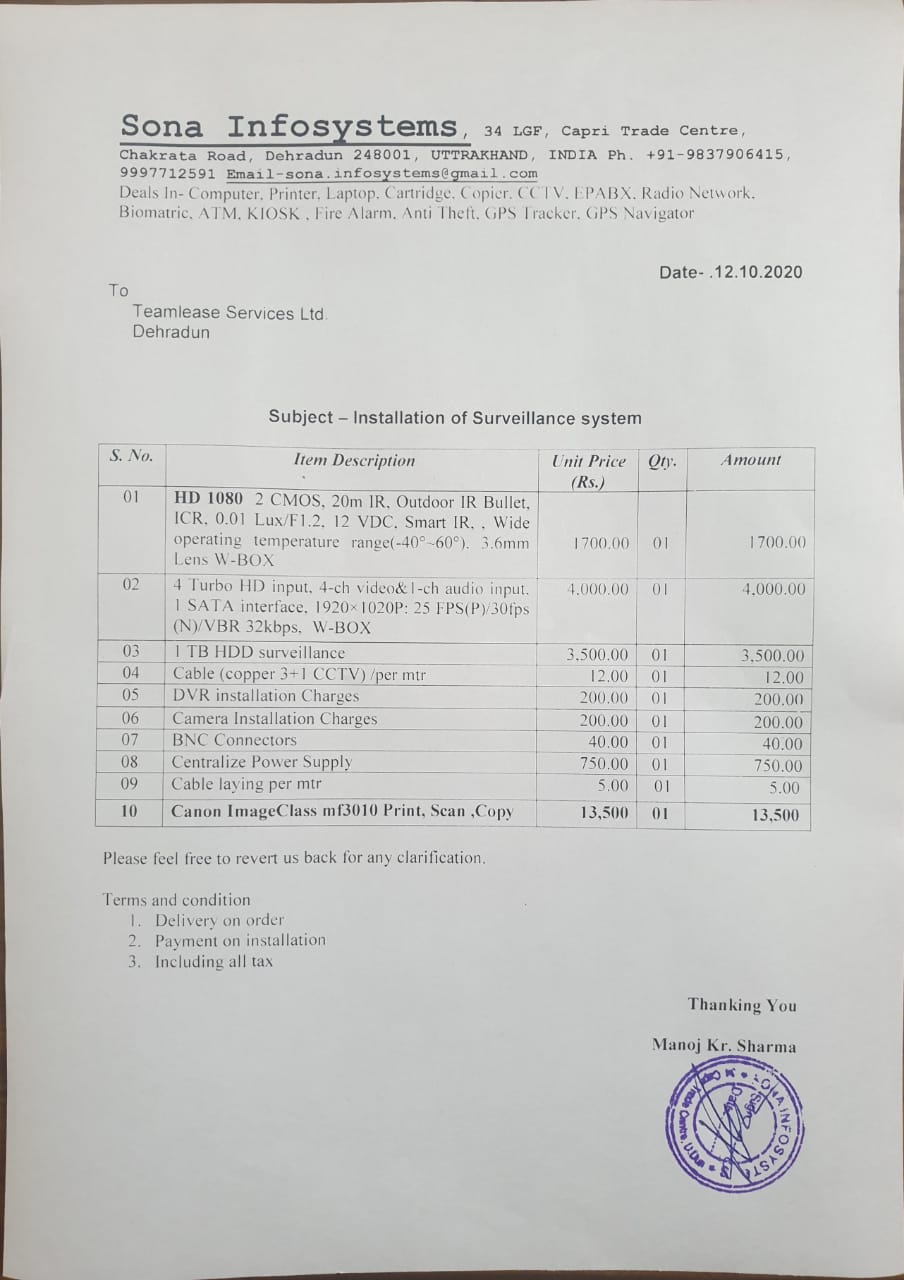 Sona Infosystems, 34 LGF, Capri Trade Centre,
Chakrata Road, Dehradun 248001, UTTRAKHAND, INDIA Ph. +91-9837906415,
9997712591 Email-sona.infosystems@gmail.com
Deals In- Computer, Printer, Laptop, Cartridge, Copier, CCTV, EPABX, Radio Network,
Biomatric, ATM, KIOSK , Fire Alarm, Anti Theft, GPS Tracker, GPS Navigator
Date- .12.10.2020
To
Teamlease Services Ltd.
Dehradun
Subject – Installation of Surveillance system
S. No. Item Description Unit Price (Rs.) Qty. Amount
01 HD 1080 2 CMOS, 20m IR, Outdoor IR Bullet,
ICR, 0.01 Lux/F1.2, 12 VDC, Smart IR, , Wide
operating temperature range(-40°~60°). 3.6mm 1700.00 01 1700.00
Lens W-BOX
02 4 Turbo HD input, 4-ch video&1-ch audio input, 4,000.00 01 4,000.00
1 SATA interface, 1920×1020P: 25 FPS(P)/30fps
(N)/VBR 32kbps, W-BOX
03 1 TB HDD surveillance 3,500.00 01 3,500.00
04 Cable (copper 3+1 CCTV) /per mtr 12.00 01 12.00
05 DVR installation Charges 200.00 01 200.00
06 Camera Installation Charges 200.00 01 200.00
07 BNC Connectors 40.00 01 40.00
08 Centralize Power Supply 750.00 01 750.00
09 Cable laying per mtr 5.00 01 5.00
10 Canon ImageClass mf3010 Print, Scan ,Copy 13,500 01 13,500
Please feel free to revert us back for any clarification.
Terms and condition
1. Delivery on order
2. Payment on installation
3. Including all tax
Thanking You
Manoj Kr. Sharma
SONA INFOSYSTE
Trade Centre, D.Dun
Sign
Date